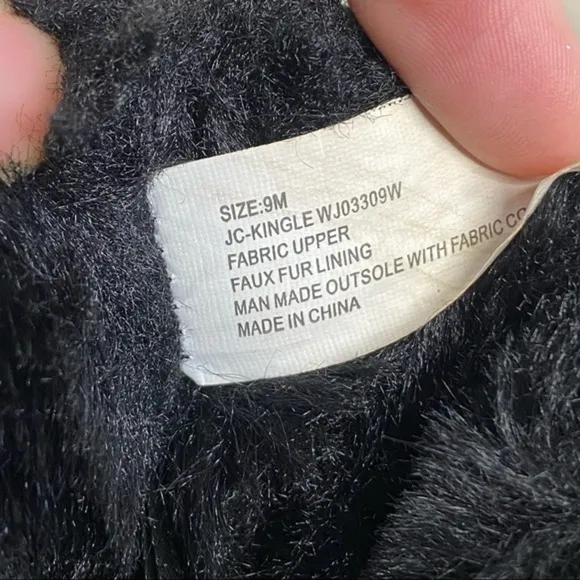 SIZE:9M
JC-KINGLE WJ03309W
FABRIC UPPER
FAUX FUR LINING
MAN MADE OUTSOLE WITH FABRIC
MADE IN CHINA